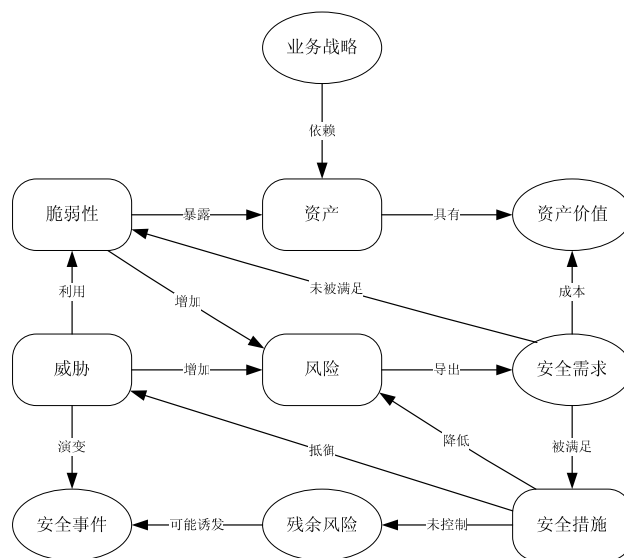 业务战略
依赖
脆弱性
暴露
资产
具有
资产价值
利用
增加
未被满足
成本
威胁
增加
风险
导出
安全需求
演变
抵御
降低
被满足
安全事件
可能诱发
残余风险
未控制
安全措施